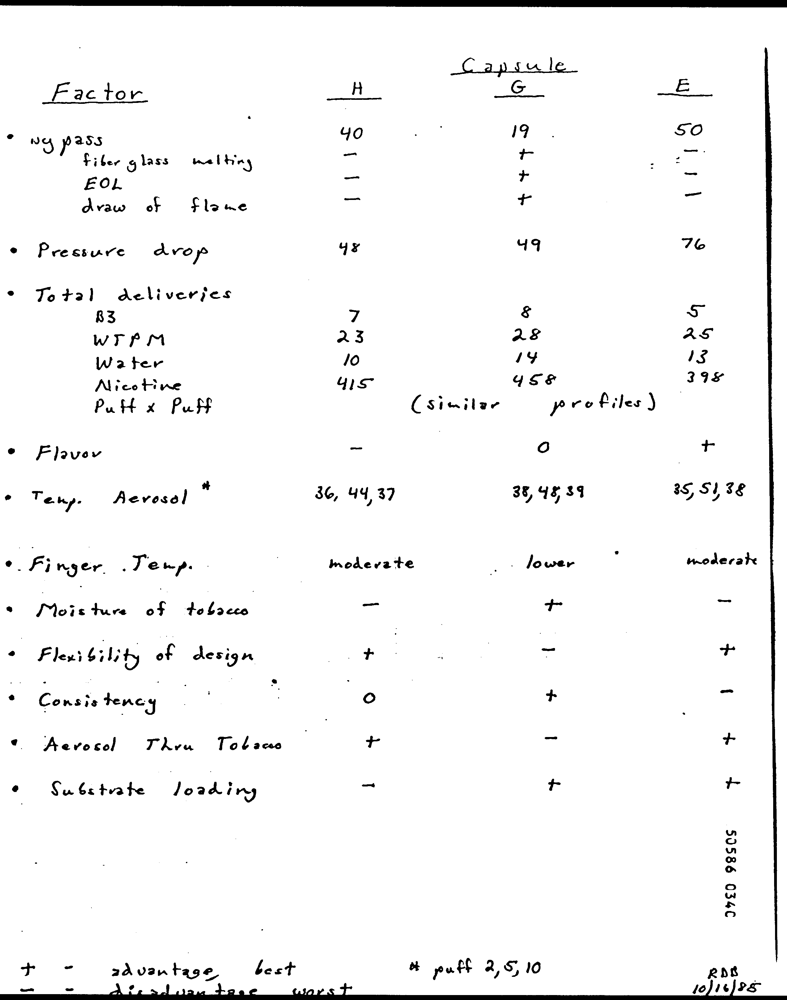 Capsule
Factor H G E
• Ny pass 40 19 50
fiber glass melting - + -
EOL - + -
draw of flame - + -
• Pressure drop 48 49 76
• Total deliveries
B3 7 8 5
WTPM 23 28 25
Water 10 14 13
Nicotine 415 458 398
Puff x Puff (similar profiles)
• Flavor - 0 +
• Temp. Aerosol * 36, 44, 37 38, 48, 39 35, 51, 38
• Finger Temp. moderate lower moderate
• Moisture of tobacco - + -
• Flexibility of design + - +
• Consistency 0 + -
• Aerosol Thru Tobacco + - +
• Substrate loading - + +
50586 0340
+ - advantage, best * puff 2, 5, 10
- - disadvantage worst
RDB
10/16/85